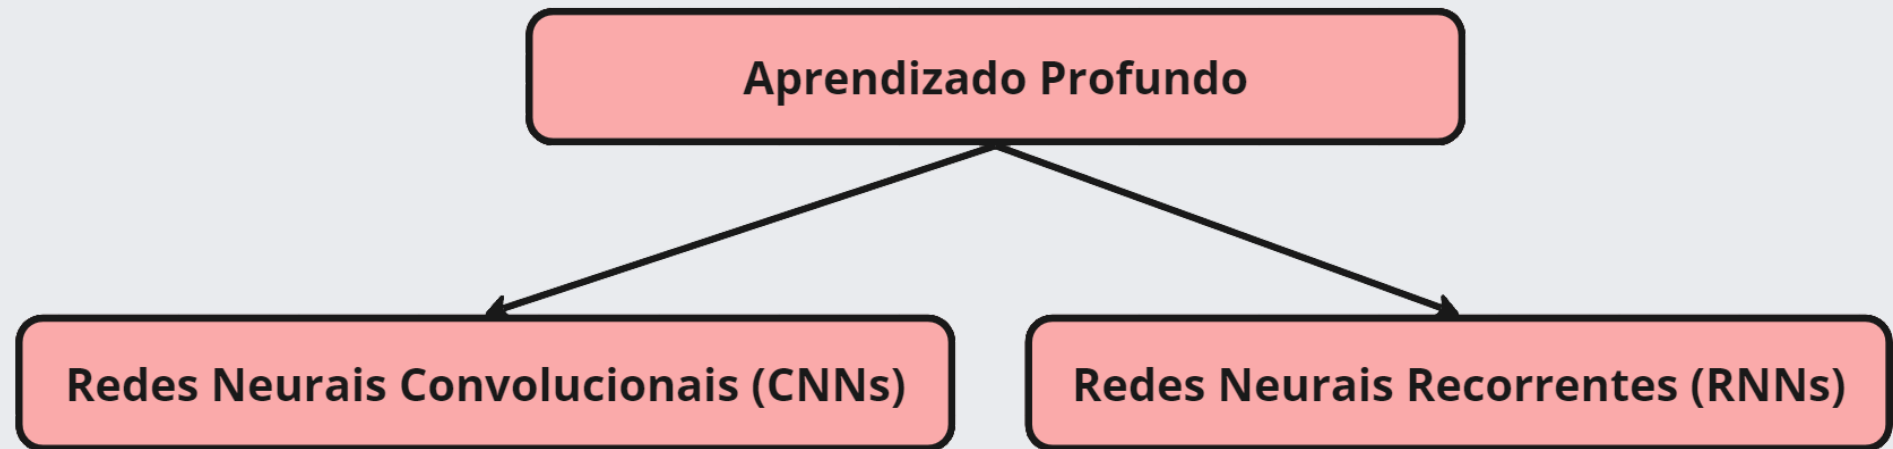 Aprendizado Profundo
Redes Neurais Convolucionais (CNNs)
Redes Neurais Recorrentes (RNNs)